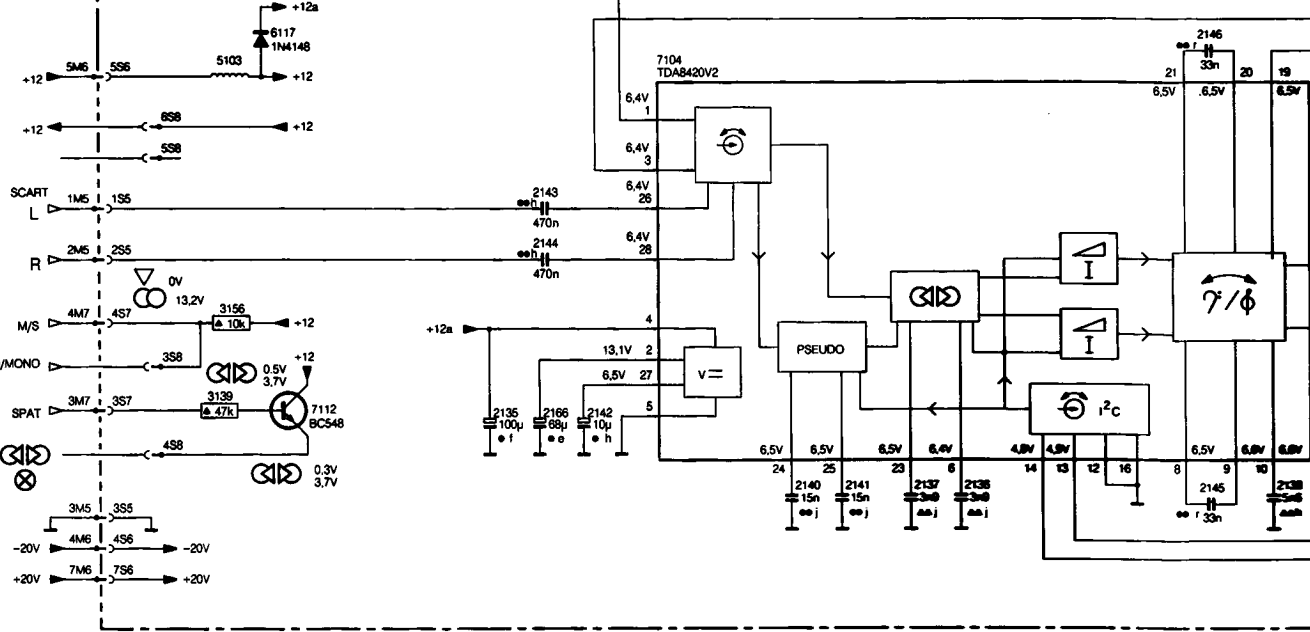 +12a
6117
1N4148
5103
+12
5M6
5S6
+12
7104
TDA8420V2
2146
r
33n
21
20
19
6,5V
6,5V
6,5V
6,4V
1
+12
6S8
+12
5S8
6,4V
3
SCART
L
1M5
1S5
2143
h
470n
6,4V
26
R
2M5
2S5
2144
h
470n
6,4V
28
0V
13,2V
M/S
4M7
4S7
3156
10k
+12
I
+12a
4
/MONO
3S8
+12
0.5V
3,7V
13,1V
2
V
6,5V
27
PSEUDO
I
SPAT
3M7
3S7
3139
47k
7112
BC548
5
I²C
2135
100µ
f
2166
68µ
e
2142
10µ
h
4S8
0.3V
3,7V
6,5V
6,5V
6,5V
6,4V
4,8V
4,9V
6,5V
6,6V
6,6V
24
25
23
6
14
13
12
16
8
9
10
2140
15n
j
2141
15n
j
2137
3n9
j
2136
3n9
j
2145
r
33n
2138
5n6
h
3M5
3S5
-20V
4M6
4S6
-20V
+20V
7M6
7S6
+20V